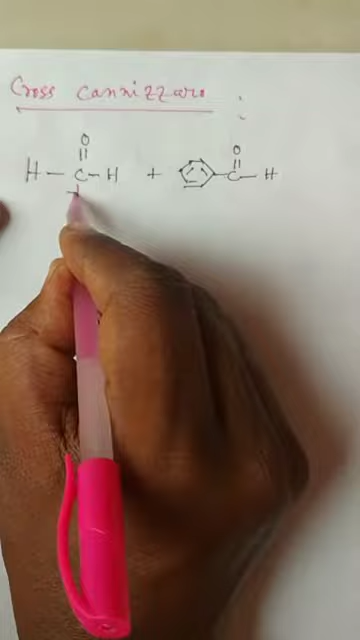 Cross cannizzaro :
O O
H - C - H + C - H